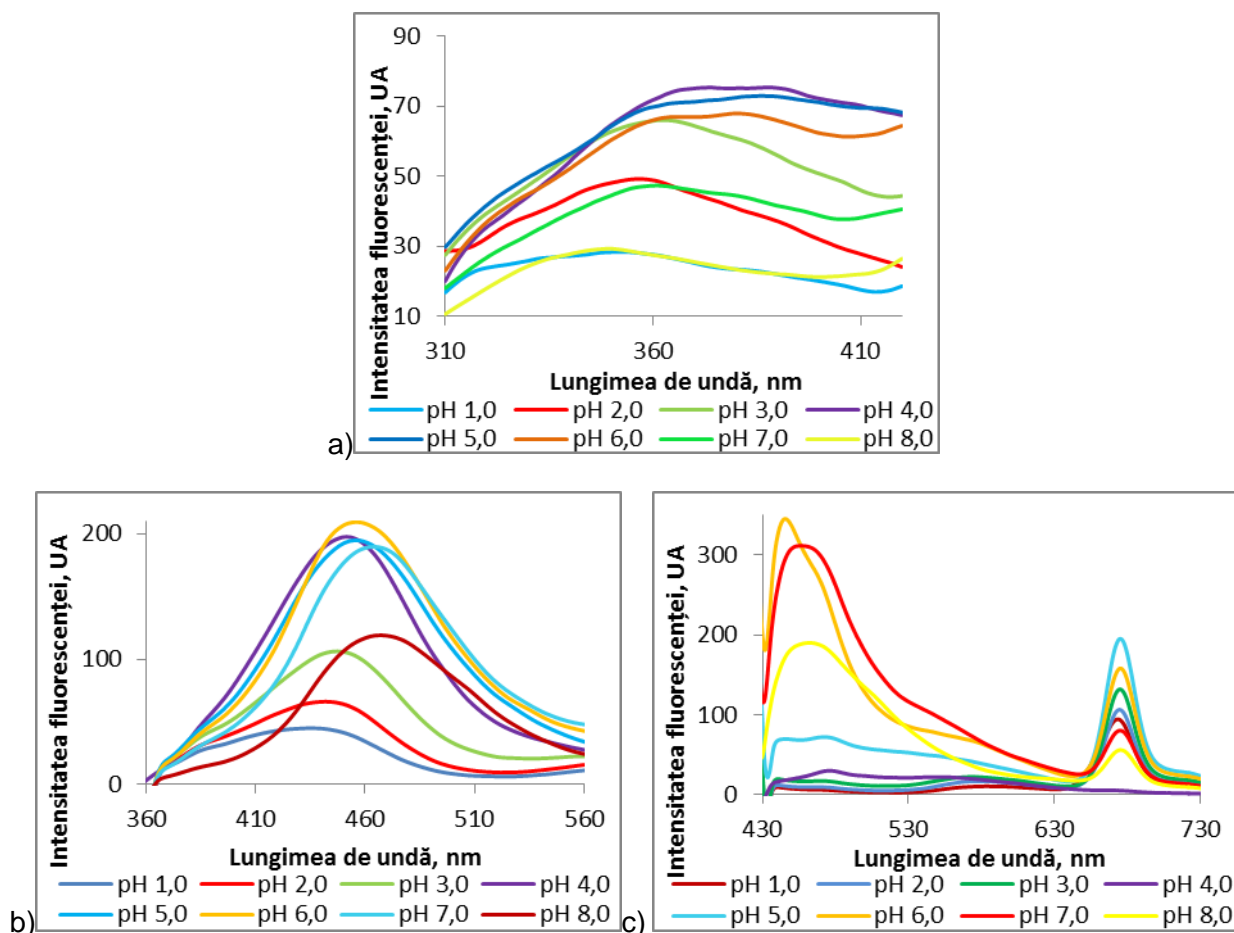 Intensitatea fluorescenței, UA
90
70
50
30
10
310
360
410
Lungimea de undă, nm
pH 1,0 pH 2,0 pH 3,0 pH 4,0
pH 5,0 pH 6,0 pH 7,0 pH 8,0
a)
Intensitatea fluorescenței, UA
200
100
0
360 410 460 510 560
Lungimea de undă, nm
pH 1,0 pH 2,0 pH 3,0 pH 4,0
pH 5,0 pH 6,0 pH 7,0 pH 8,0
b)
Intensitatea fluorescenței, UA
300
200
100
0
430 530 630 730
Lungimea de undă, nm
pH 1,0 pH 2,0 pH 3,0 pH 4,0
pH 5,0 pH 6,0 pH 7,0 pH 8,0
c)